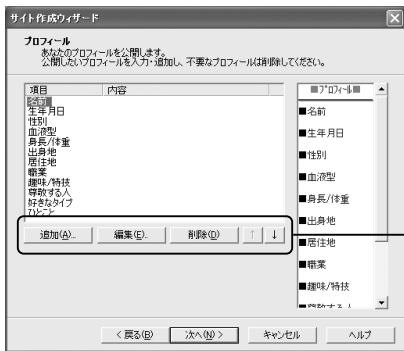 サイト作成ウィザード
プロフィール
あなたのプロフィールを公開します。
公開したいプロフィールを入力・追加し、不要なプロフィールは削除してください。
項目 内容
名前
生年月日
性別
血液型
身長/体重
出身地
居住地
職業
趣味/特技
尊敬する人
好きなタイプ
ひとこと
追加(A)... 編集(E)... 削除(D) ↑ ↓
■ﾌﾟﾛﾌｨｰﾙ■
■名前
■生年月日
■性別
■血液型
■身長/体重
■出身地
■居住地
■職業
■趣味/特技
■尊敬する人
< 戻る(B) 次へ(N) > キャンセル ヘルプ